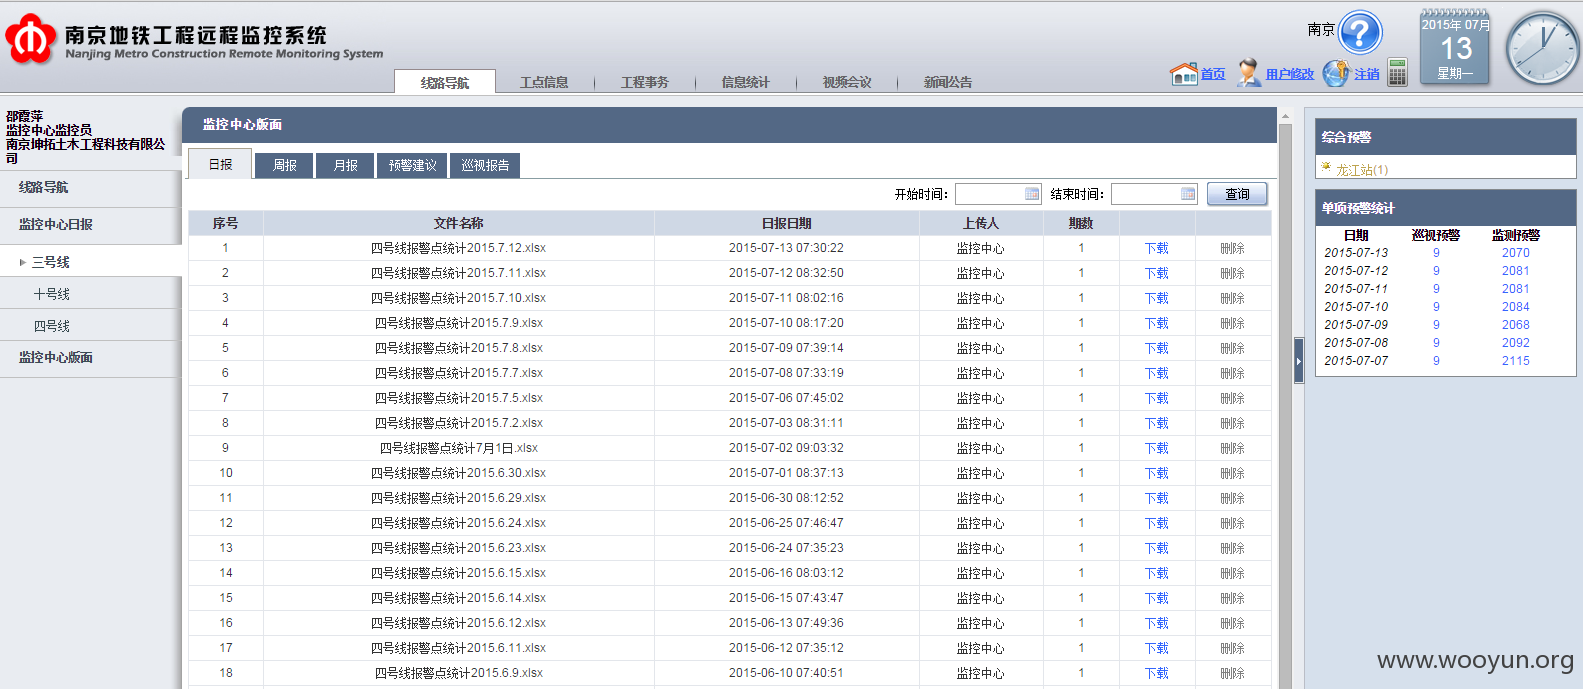 南京地铁工程远程监控系统
Nanjing Metro Construction Remote Monitoring System
南京
2015年 07月
13
星期一
首页 用户修改 注销
线路导航 工点信息 工程事务 信息统计 视频会议 新闻公告
邵霞萍
监控中心监控员
南京坤拓土木工程科技有限公
司
线路导航
监控中心日报
三号线
十号线
四号线
监控中心版面
监控中心版面
日报 周报 月报 预警建议 巡视报告
开始时间: 结束时间: 查询
序号 文件名称 日报日期 上传人 期数
1 四号线报警点统计2015.7.12.xlsx 2015-07-13 07:30:22 监控中心 1 下载 删除
2 四号线报警点统计2015.7.11.xlsx 2015-07-12 08:32:50 监控中心 1 下载 删除
3 四号线报警点统计2015.7.10.xlsx 2015-07-11 08:02:16 监控中心 1 下载 删除
4 四号线报警点统计2015.7.9.xlsx 2015-07-10 08:17:20 监控中心 1 下载 删除
5 四号线报警点统计2015.7.8.xlsx 2015-07-09 07:39:14 监控中心 1 下载 删除
6 四号线报警点统计2015.7.7.xlsx 2015-07-08 07:33:19 监控中心 1 下载 删除
7 四号线报警点统计2015.7.5.xlsx 2015-07-06 07:45:02 监控中心 1 下载 删除
8 四号线报警点统计2015.7.2.xlsx 2015-07-03 08:31:11 监控中心 1 下载 删除
9 四号线报警点统计7月1日.xlsx 2015-07-02 09:03:32 监控中心 1 下载 删除
10 四号线报警点统计2015.6.30.xlsx 2015-07-01 08:37:13 监控中心 1 下载 删除
11 四号线报警点统计2015.6.29.xlsx 2015-06-30 08:12:52 监控中心 1 下载 删除
12 四号线报警点统计2015.6.24.xlsx 2015-06-25 07:46:47 监控中心 1 下载 删除
13 四号线报警点统计2015.6.23.xlsx 2015-06-24 07:35:23 监控中心 1 下载 删除
14 四号线报警点统计2015.6.15.xlsx 2015-06-16 08:03:12 监控中心 1 下载 删除
15 四号线报警点统计2015.6.14.xlsx 2015-06-15 07:43:47 监控中心 1 下载 删除
16 四号线报警点统计2015.6.12.xlsx 2015-06-13 07:49:36 监控中心 1 下载 删除
17 四号线报警点统计2015.6.11.xlsx 2015-06-12 07:35:12 监控中心 1 下载 删除
18 四号线报警点统计2015.6.9.xlsx 2015-06-10 07:40:51 监控中心 1 下载 删除
综合预警
龙江站(1)
单项预警统计
日期 巡视预警 监测预警
2015-07-13 9 2070
2015-07-12 9 2081
2015-07-11 9 2081
2015-07-10 9 2084
2015-07-09 9 2068
2015-07-08 9 2092
2015-07-07 9 2115
www.wooyun.org